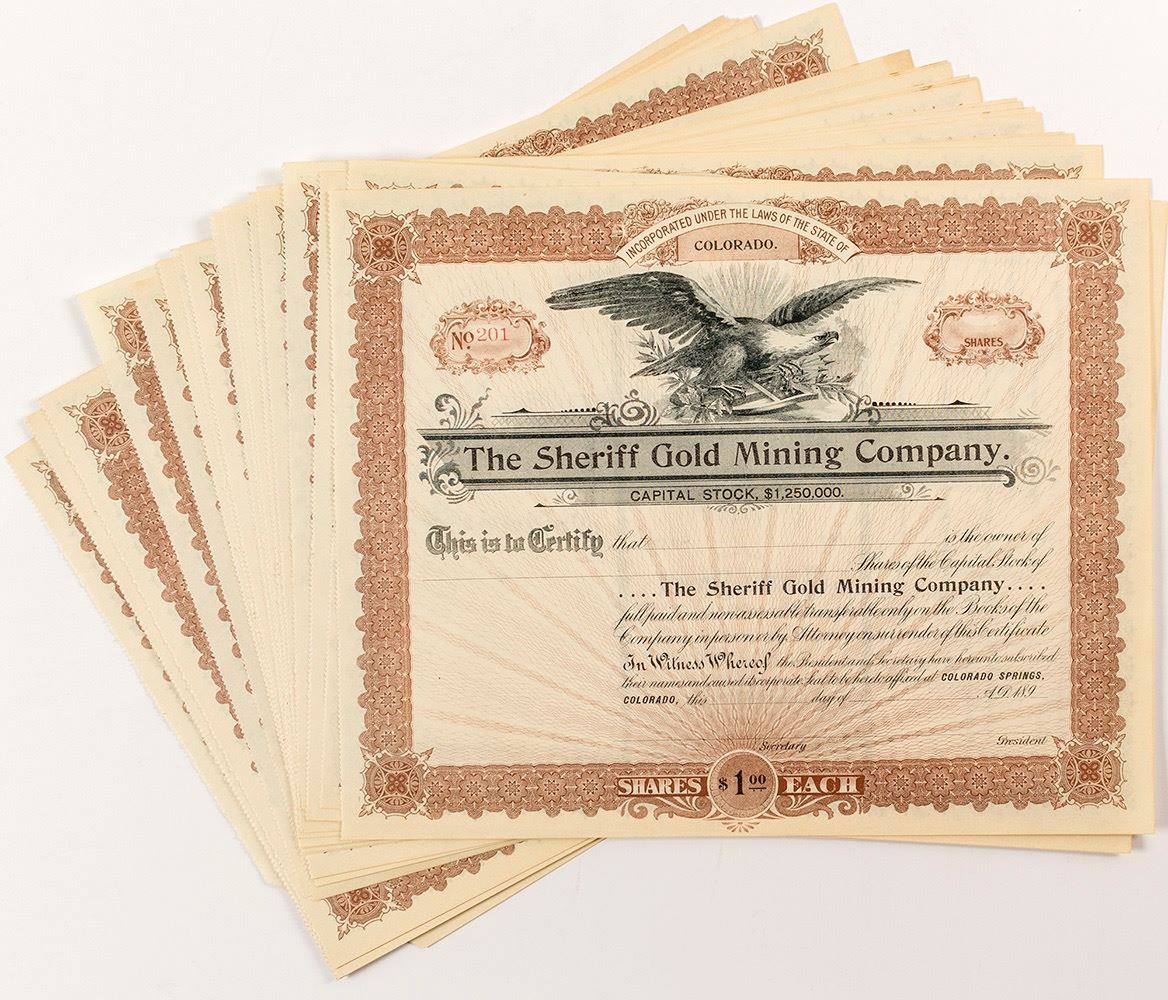 INCORPORATED UNDER THE LAWS OF THE STATE OF
COLORADO.
No 201
SHARES
The Sheriff Gold Mining Company.
CAPITAL STOCK, $1,250,000.
This is to Certify that is the owner of
Shares of the Capital Stock of
....The Sheriff Gold Mining Company....
full paid and non assessable transferable only on the Books of the
Company in person or by Attorney on surrender of this Certificate
In Witness Whereof the President and Secretary have hereunto subscribed
their names and caused its corporate Seal to be hereto affixed at COLORADO SPRINGS,
COLORADO, this day of A.D. 189
Secretary President
SHARES $1.00 EACH